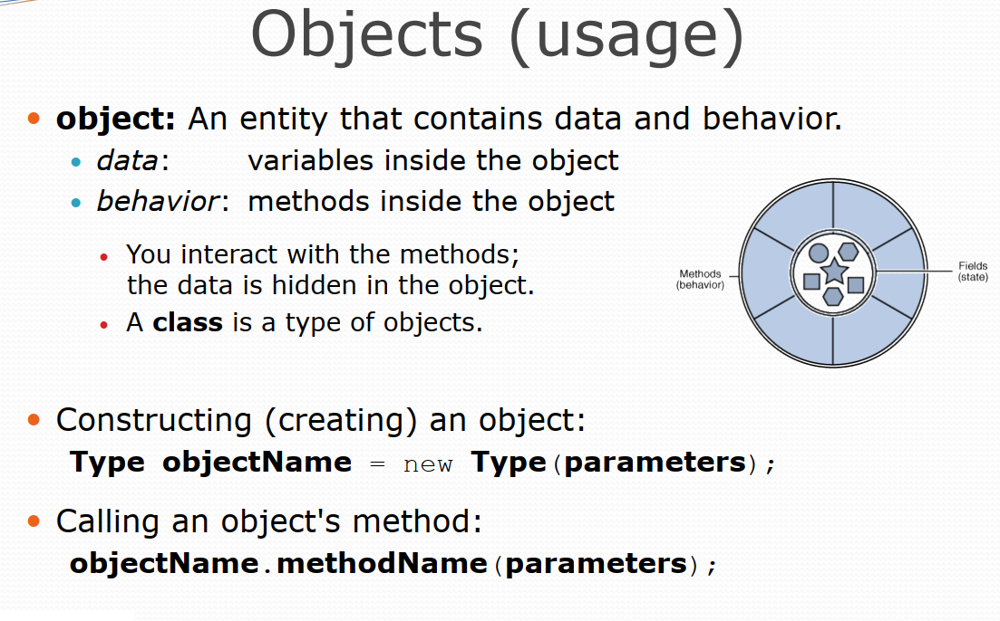 Objects (usage)
• object: An entity that contains data and behavior.
• data: variables inside the object
• behavior: methods inside the object
• You interact with the methods;
the data is hidden in the object.
• A class is a type of objects.
Methods
(behavior)
Fields
(state)
• Constructing (creating) an object:
Type objectName = new Type(parameters);
• Calling an object's method:
objectName.methodName(parameters);